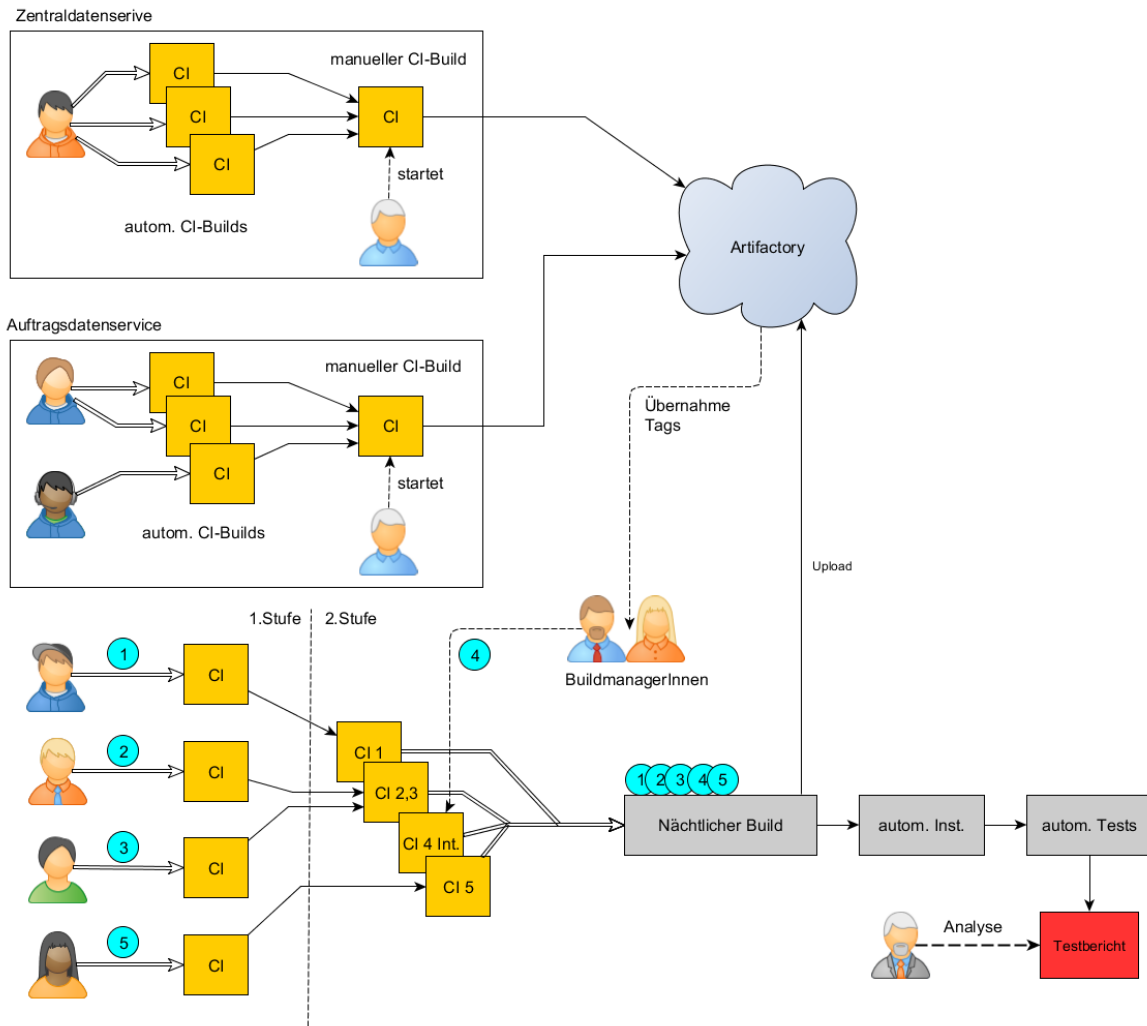 Zentraldatenserive
manueller CI-Build
CI
CI
CI
CI
startet
autom. CI-Builds
Artifactory
Auftragsdatenservice
manueller CI-Build
CI
CI
CI
CI
startet
autom. CI-Builds
Übernahme
Tags
Upload
1.Stufe
2.Stufe
1
CI
4
BuildmanagerInnen
2
CI
CI 1
CI 2,3
CI 4 Int.
CI 5
3
CI
5
CI
1
2
3
4
5
Nächtlicher Build
autom. Inst.
autom. Tests
Analyse
Testbericht